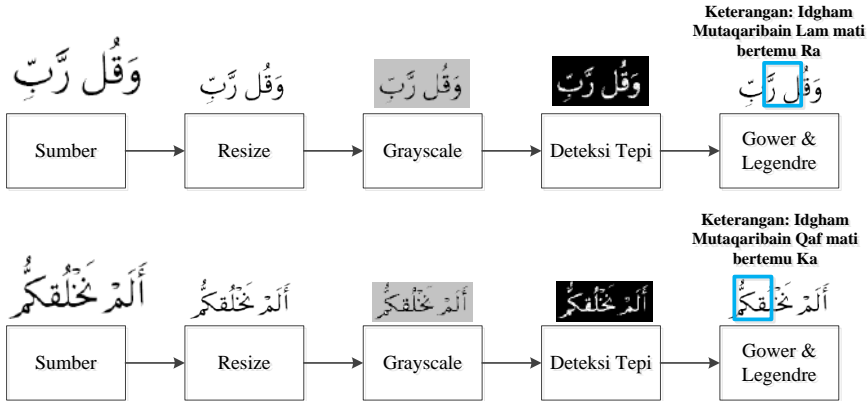 Keterangan: Idgham
Mutaqaribain Lam mati
bertemu Ra
وَقُل رَّبِّ
وَقُل رَّبِّ
وَقُل رَّبِّ
وَقُل رَّبِّ
وَقُل رَّبِّ
Sumber
Resize
Grayscale
Deteksi Tepi
Gower &
Legendre
Keterangan: Idgham
Mutaqaribain Qaf mati
bertemu Ka
أَلَمْ نَخْلُقكُّمْ
أَلَمْ نَخْلُقكُّمْ
أَلَمْ نَخْلُقكُّمْ
أَلَمْ نَخْلُقكُّمْ
أَلَمْ نَخْلُقكُّمْ
Sumber
Resize
Grayscale
Deteksi Tepi
Gower &
Legendre